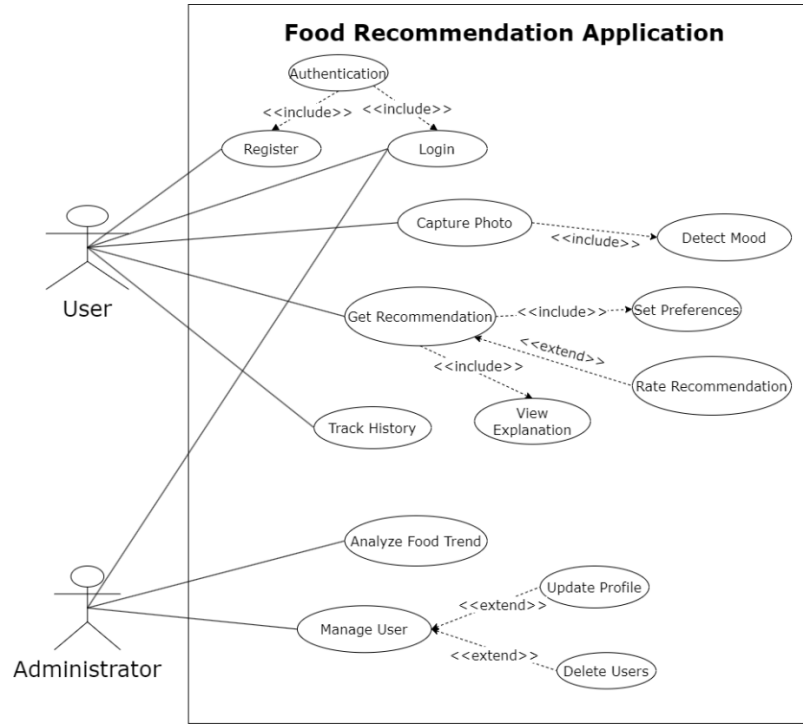 Food Recommendation Application
Authentication
<<include>>
<<include>>
Register
Login
Capture Photo
<<include>>
Detect Mood
User
Get Recommendation
<<include>>
Set Preferences
<<extend>>
<<include>>
Rate Recommendation
View
Explanation
Track History
Analyze Food Trend
Update Profile
<<extend>>
Manage User
<<extend>>
Delete Users
Administrator